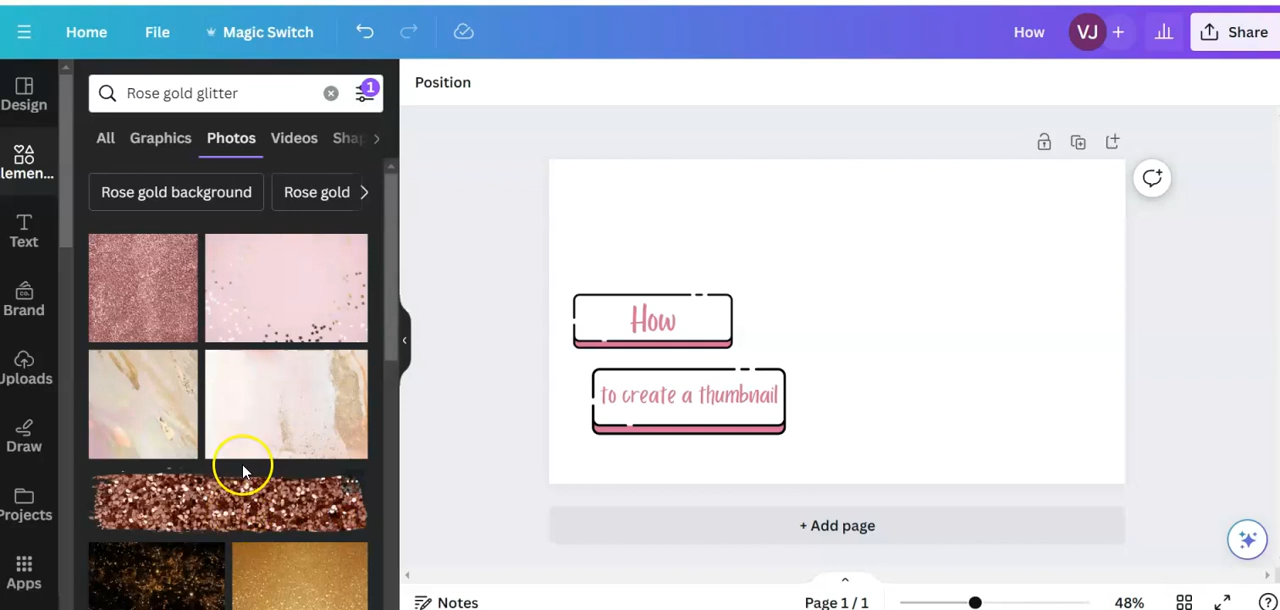 Home File Magic Switch How VJ + Share
Design
Rose gold glitter 1
Position
All Graphics Photos Videos Shap
lemen...
Rose gold background Rose gold
Text
Brand
Uploads
Draw
Projects
Apps
How
to create a thumbnail
+ Add page
Notes Page 1 / 1 48%